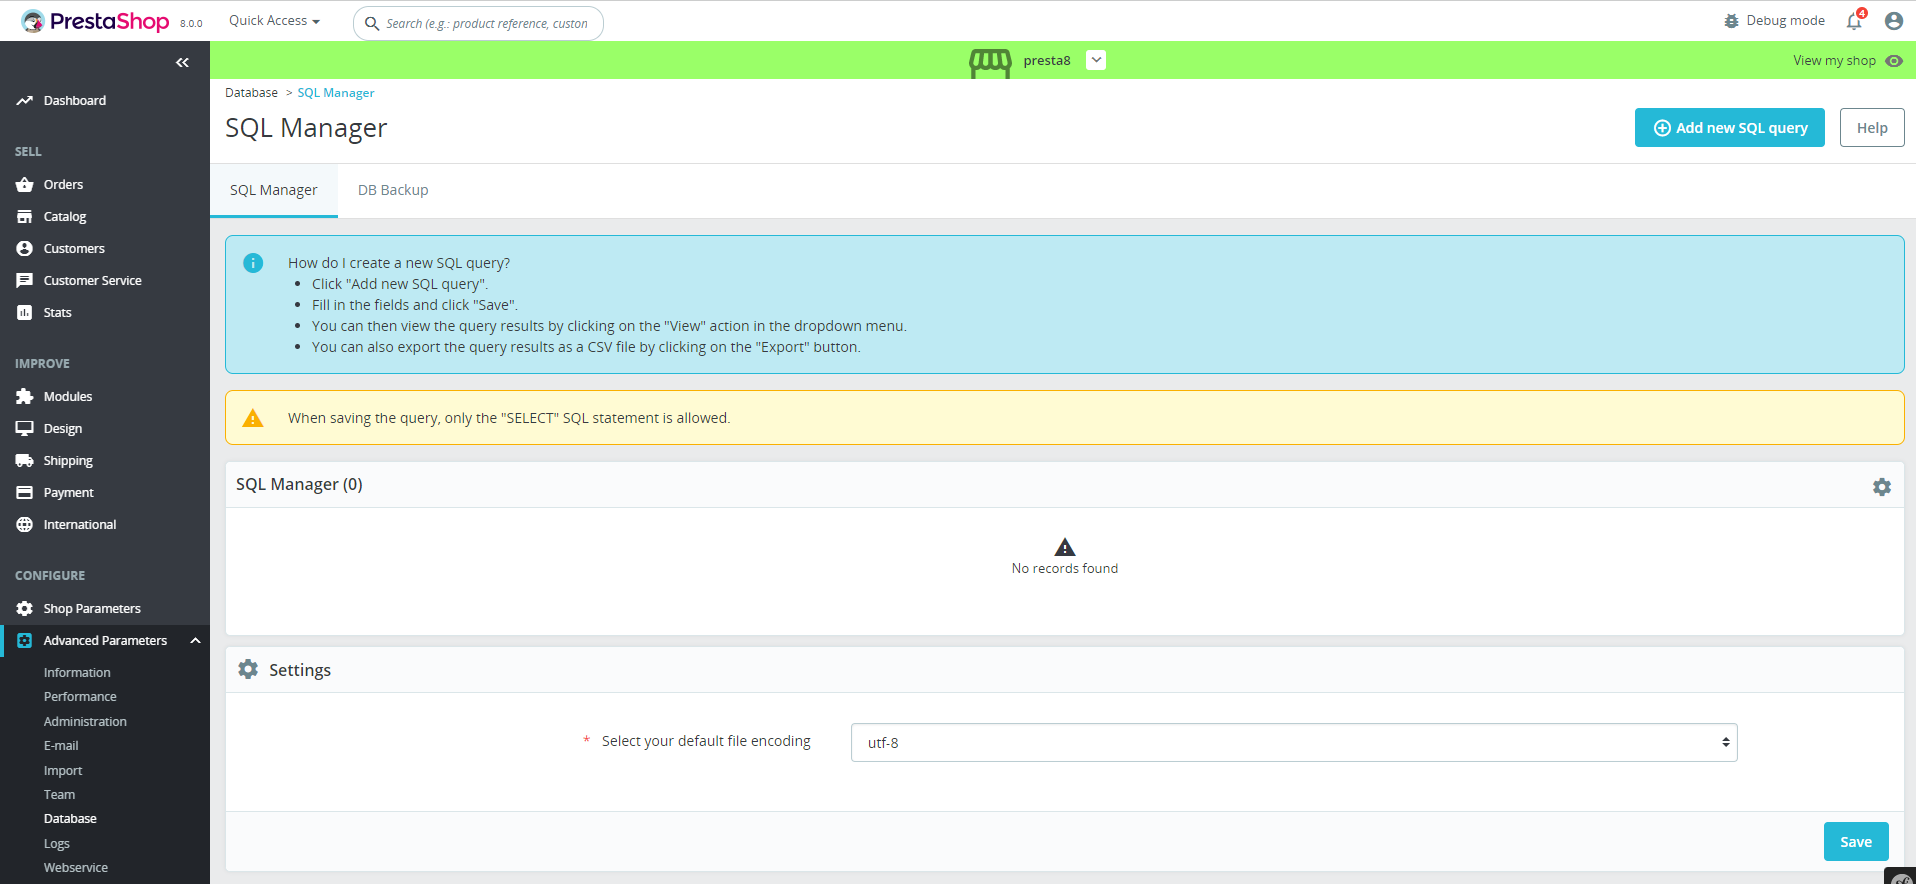 PrestaShop 8.0.0 Quick Access Search (e.g.: product reference, custon Debug mode 4
presta8 View my shop
Dashboard
SELL
Orders
Catalog
Customers
Customer Service
Stats
IMPROVE
Modules
Design
Shipping
Payment
International
CONFIGURE
Shop Parameters
Advanced Parameters
Information
Performance
Administration
E-mail
Import
Team
Database
Logs
Webservice
Database > SQL Manager
SQL Manager
Add new SQL query Help
SQL Manager DB Backup
How do I create a new SQL query?
• Click "Add new SQL query".
• Fill in the fields and click "Save".
• You can then view the query results by clicking on the "View" action in the dropdown menu.
• You can also export the query results as a CSV file by clicking on the "Export" button.
When saving the query, only the "SELECT" SQL statement is allowed.
SQL Manager (0)
No records found
Settings
* Select your default file encoding utf-8
Save